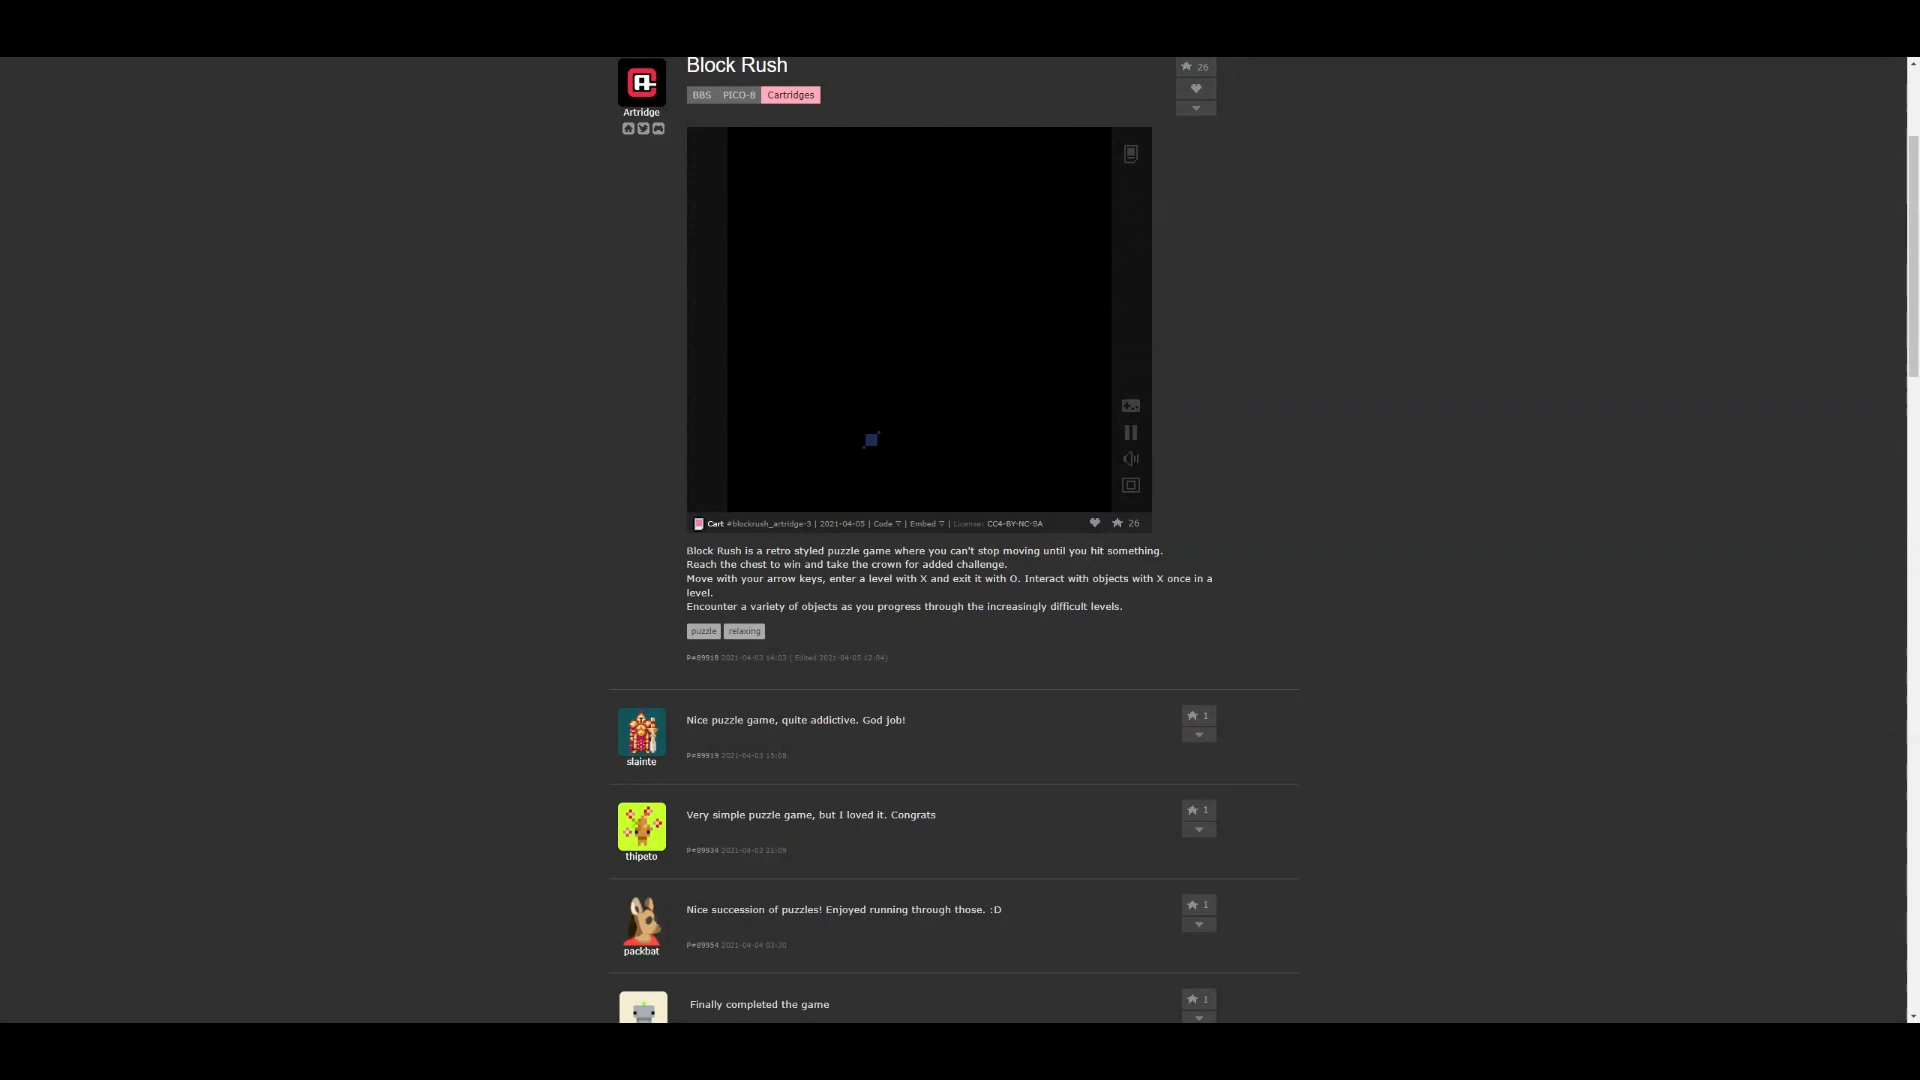 Block Rush
26
BBS PICO-8 Cartridges
Artridge
Cart #blockrush_artridge-3 | 2021-04-05 | Code ▽ | Embed ▽ | License: CC4-BY-NC-SA
26
Block Rush is a retro styled puzzle game where you can't stop moving until you hit something.
Reach the chest to win and take the crown for added challenge.
Move with your arrow keys, enter a level with X and exit it with O. Interact with objects with X once in a
level.
Encounter a variety of objects as you progress through the increasingly difficult levels.
puzzle relaxing
P#89918 2021-04-03 14:03 ( Edited 2021-04-05 12:04)
Nice puzzle game, quite addictive. God job!
1
slainte
P#89919 2021-04-03 15:08
Very simple puzzle game, but I loved it. Congrats
1
thipeto
P#89934 2021-04-03 21:09
Nice succession of puzzles! Enjoyed running through those. :D
1
packbat
P#89954 2021-04-04 03:30
Finally completed the game
1